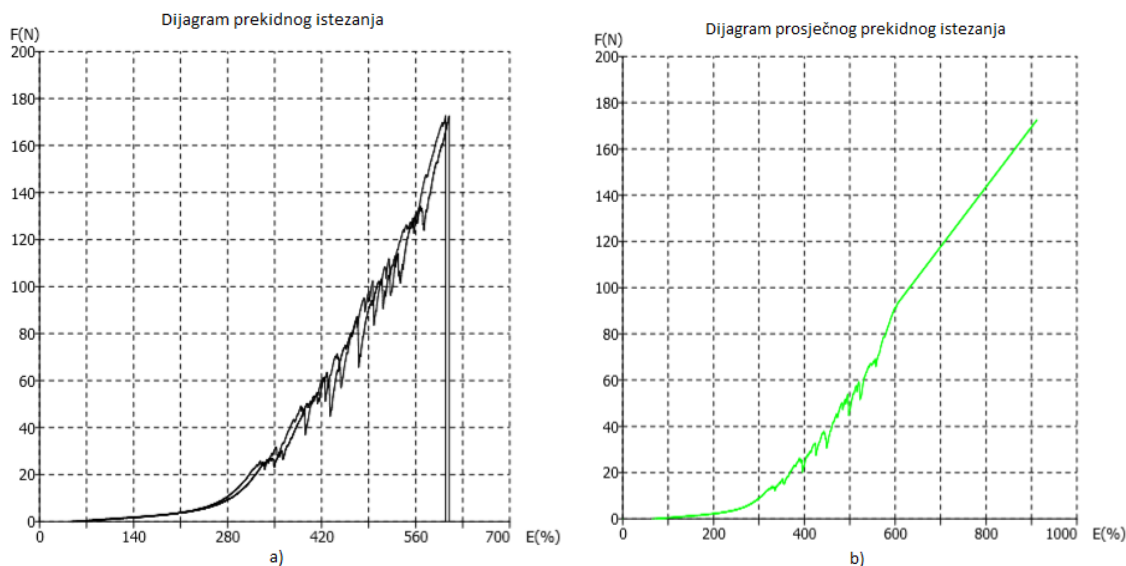 Dijagram prekidnog istezanja
F(N)
200
180
160
140
120
100
80
60
40
20
0
0 140 280 420 560 700 E(%)
a)
Dijagram prosječnog prekidnog istezanja
F(N)
200
180
160
140
120
100
80
60
40
20
0
0 200 400 600 800 1000 E(%)
b)